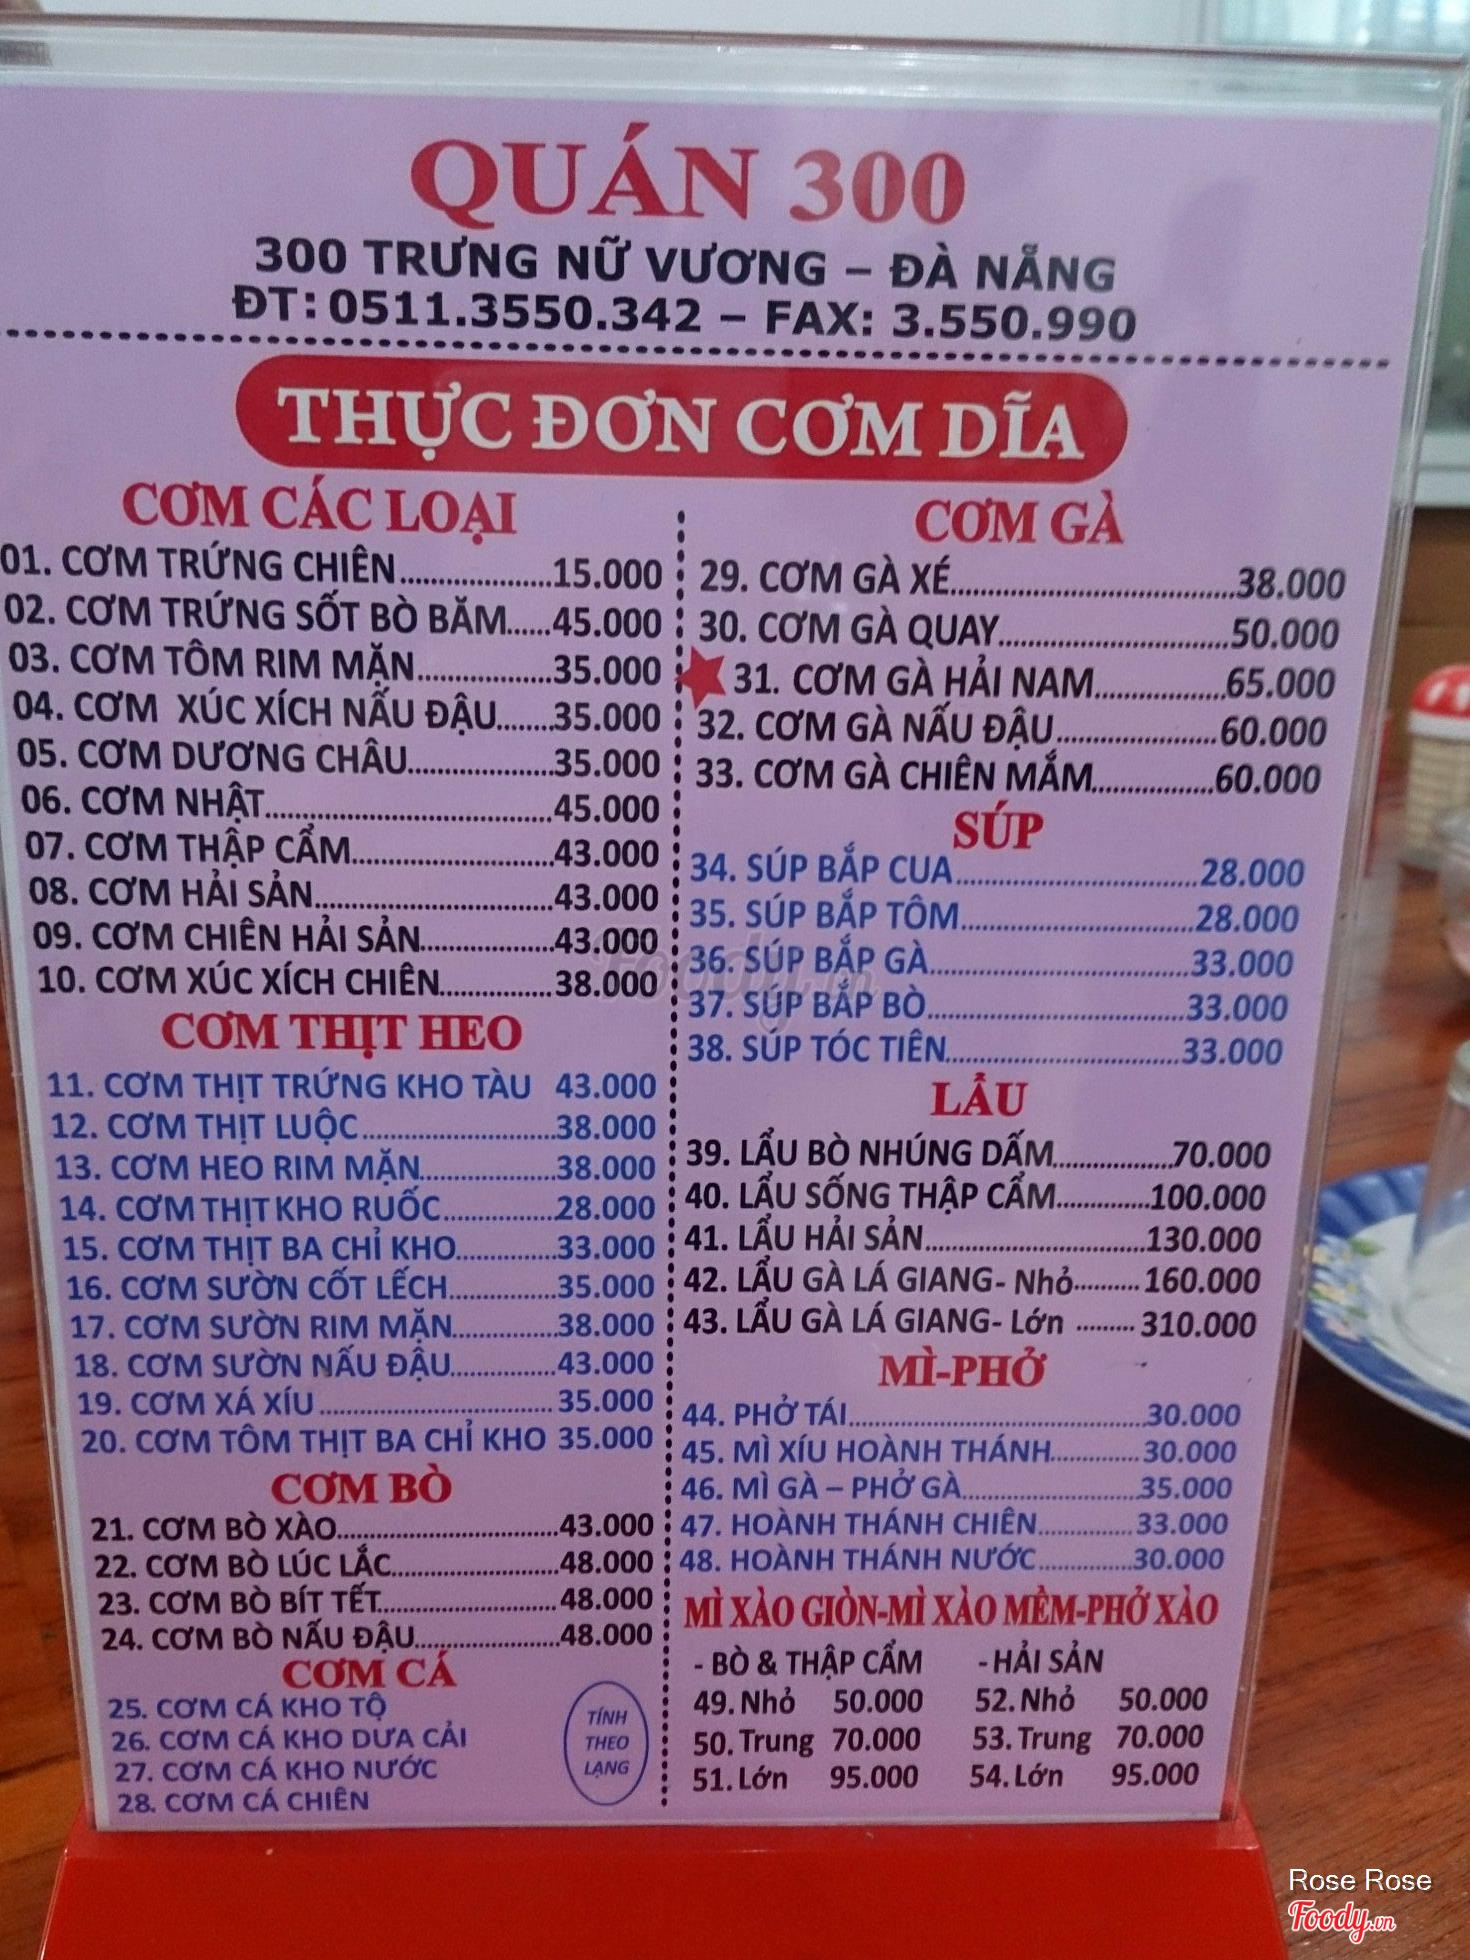 QUÁN 300
300 TRƯNG NỮ VƯƠNG – ĐÀ NẴNG
ĐT: 0511.3550.342 – FAX: 3.550.990
THỰC ĐƠN CƠM DĨA
CƠM CÁC LOẠI
01. CƠM TRỨNG CHIÊN....................15.000
02. CƠM TRỨNG SỐT BÒ BĂM......45.000
03. CƠM TÔM RIM MẶN..................35.000
04. CƠM XÚC XÍCH NẤU ĐẬU........35.000
05. CƠM DƯƠNG CHÂU...................35.000
06. CƠM NHẬT......................................45.000
07. CƠM THẬP CẨM...........................43.000
08. CƠM HẢI SẢN................................43.000
09. CƠM CHIÊN HẢI SẢN..................43.000
10. CƠM XÚC XÍCH CHIÊN...............38.000
CƠM THỊT HEO
11. CƠM THỊT TRỨNG KHO TÀU 43.000
12. CƠM THỊT LUỘC...........................38.000
13. CƠM HEO RIM MẶN...................38.000
14. CƠM THỊT KHO RUỐC................28.000
15. CƠM THỊT BA CHỈ KHO..............33.000
16. CƠM SƯỜN CỐT LẾCH...............35.000
17. CƠM SƯỜN RIM MẶN...............38.000
18. CƠM SƯỜN NẤU ĐẬU...............43.000
19. CƠM XÁ XÍU.................................35.000
20. CƠM TÔM THỊT BA CHỈ KHO 35.000
CƠM BÒ
21. CƠM BÒ XÀO................................43.000
22. CƠM BÒ LÚC LẮC........................48.000
23. CƠM BÒ BÍT TẾT..........................48.000
24. CƠM BÒ NẤU ĐẬU.....................48.000
CƠM CÁ
25. CƠM CÁ KHO TỘ
26. CƠM CÁ KHO DƯA CẢI
27. CƠM CÁ KHO NƯỚC
28. CƠM CÁ CHIÊN
TÍNH
THEO
LẠNG
CƠM GÀ
29. CƠM GÀ XÉ.......................................38.000
30. CƠM GÀ QUAY................................50.000
31. CƠM GÀ HẢI NAM..................65.000
32. CƠM GÀ NẤU ĐẬU.......................60.000
33. CƠM GÀ CHIÊN MẮM.................60.000
SÚP
34. SÚP BẮP CUA..................................28.000
35. SÚP BẮP TÔM.................................28.000
36. SÚP BẮP GÀ.....................................33.000
37. SÚP BẮP BÒ.....................................33.000
38. SÚP TÓC TIÊN.................................33.000
LẨU
39. LẨU BÒ NHÚNG DẤM.................70.000
40. LẨU SỐNG THẬP CẨM..............100.000
41. LẨU HẢI SẢN................................130.000
42. LẨU GÀ LÁ GIANG- Nhỏ..........160.000
43. LẨU GÀ LÁ GIANG- Lớn .........310.000
MÌ-PHỞ
44. PHỞ TÁI............................................30.000
45. MÌ XÍU HOÀNH THÁNH.............30.000
46. MÌ GÀ – PHỞ GÀ..........................35.000
47. HOÀNH THÁNH CHIÊN..............33.000
48. HOÀNH THÁNH NƯỚC..............30.000
MÌ XÀO GIÒN-MÌ XÀO MỀM-PHỞ XÀO
- BÒ & THẬP CẨM - HẢI SẢN
49. Nhỏ 50.000 52. Nhỏ 50.000
50. Trung 70.000 53. Trung 70.000
51. Lớn 95.000 54. Lớn 95.000
Foody.vn
Rose Rose
Foody.vn